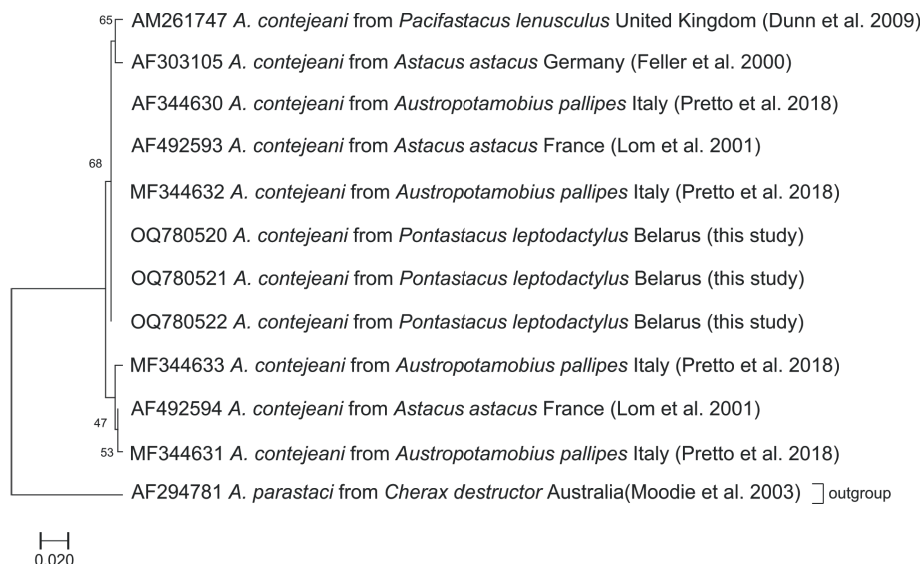 65
AM261747 A. contejeani from Pacifastacus lenusculus United Kingdom (Dunn et al. 2009)
AF303105 A. contejeani from Astacus astacus Germany (Feller et al. 2000)
AF344630 A. contejeani from Austropotamobius pallipes Italy (Pretto et al. 2018)
AF492593 A. contejeani from Astacus astacus France (Lom et al. 2001)
68
MF344632 A. contejeani from Austropotamobius pallipes Italy (Pretto et al. 2018)
OQ780520 A. contejeani from Pontastacus leptodactylus Belarus (this study)
OQ780521 A. contejeani from Pontastacus leptodactylus Belarus (this study)
OQ780522 A. contejeani from Pontastacus leptodactylus Belarus (this study)
MF344633 A. contejeani from Austropotamobius pallipes Italy (Pretto et al. 2018)
AF492594 A. contejeani from Astacus astacus France (Lom et al. 2001)
47
53
MF344631 A. contejeani from Austropotamobius pallipes Italy (Pretto et al. 2018)
AF294781 A. parastaci from Cherax destructor Australia(Moodie et al. 2003)
outgroup
0.020